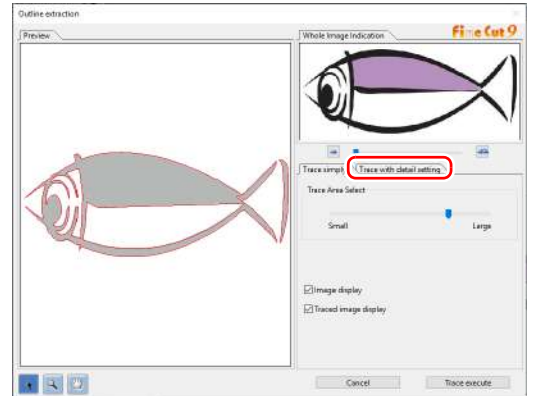 Outline extraction
Preview
Whole Image Indication
Fine Cut 9
Trace simply
Trace with detail setting
Trace Area Select
Small
Large
Image display
Traced image display
Cancel
Trace execute